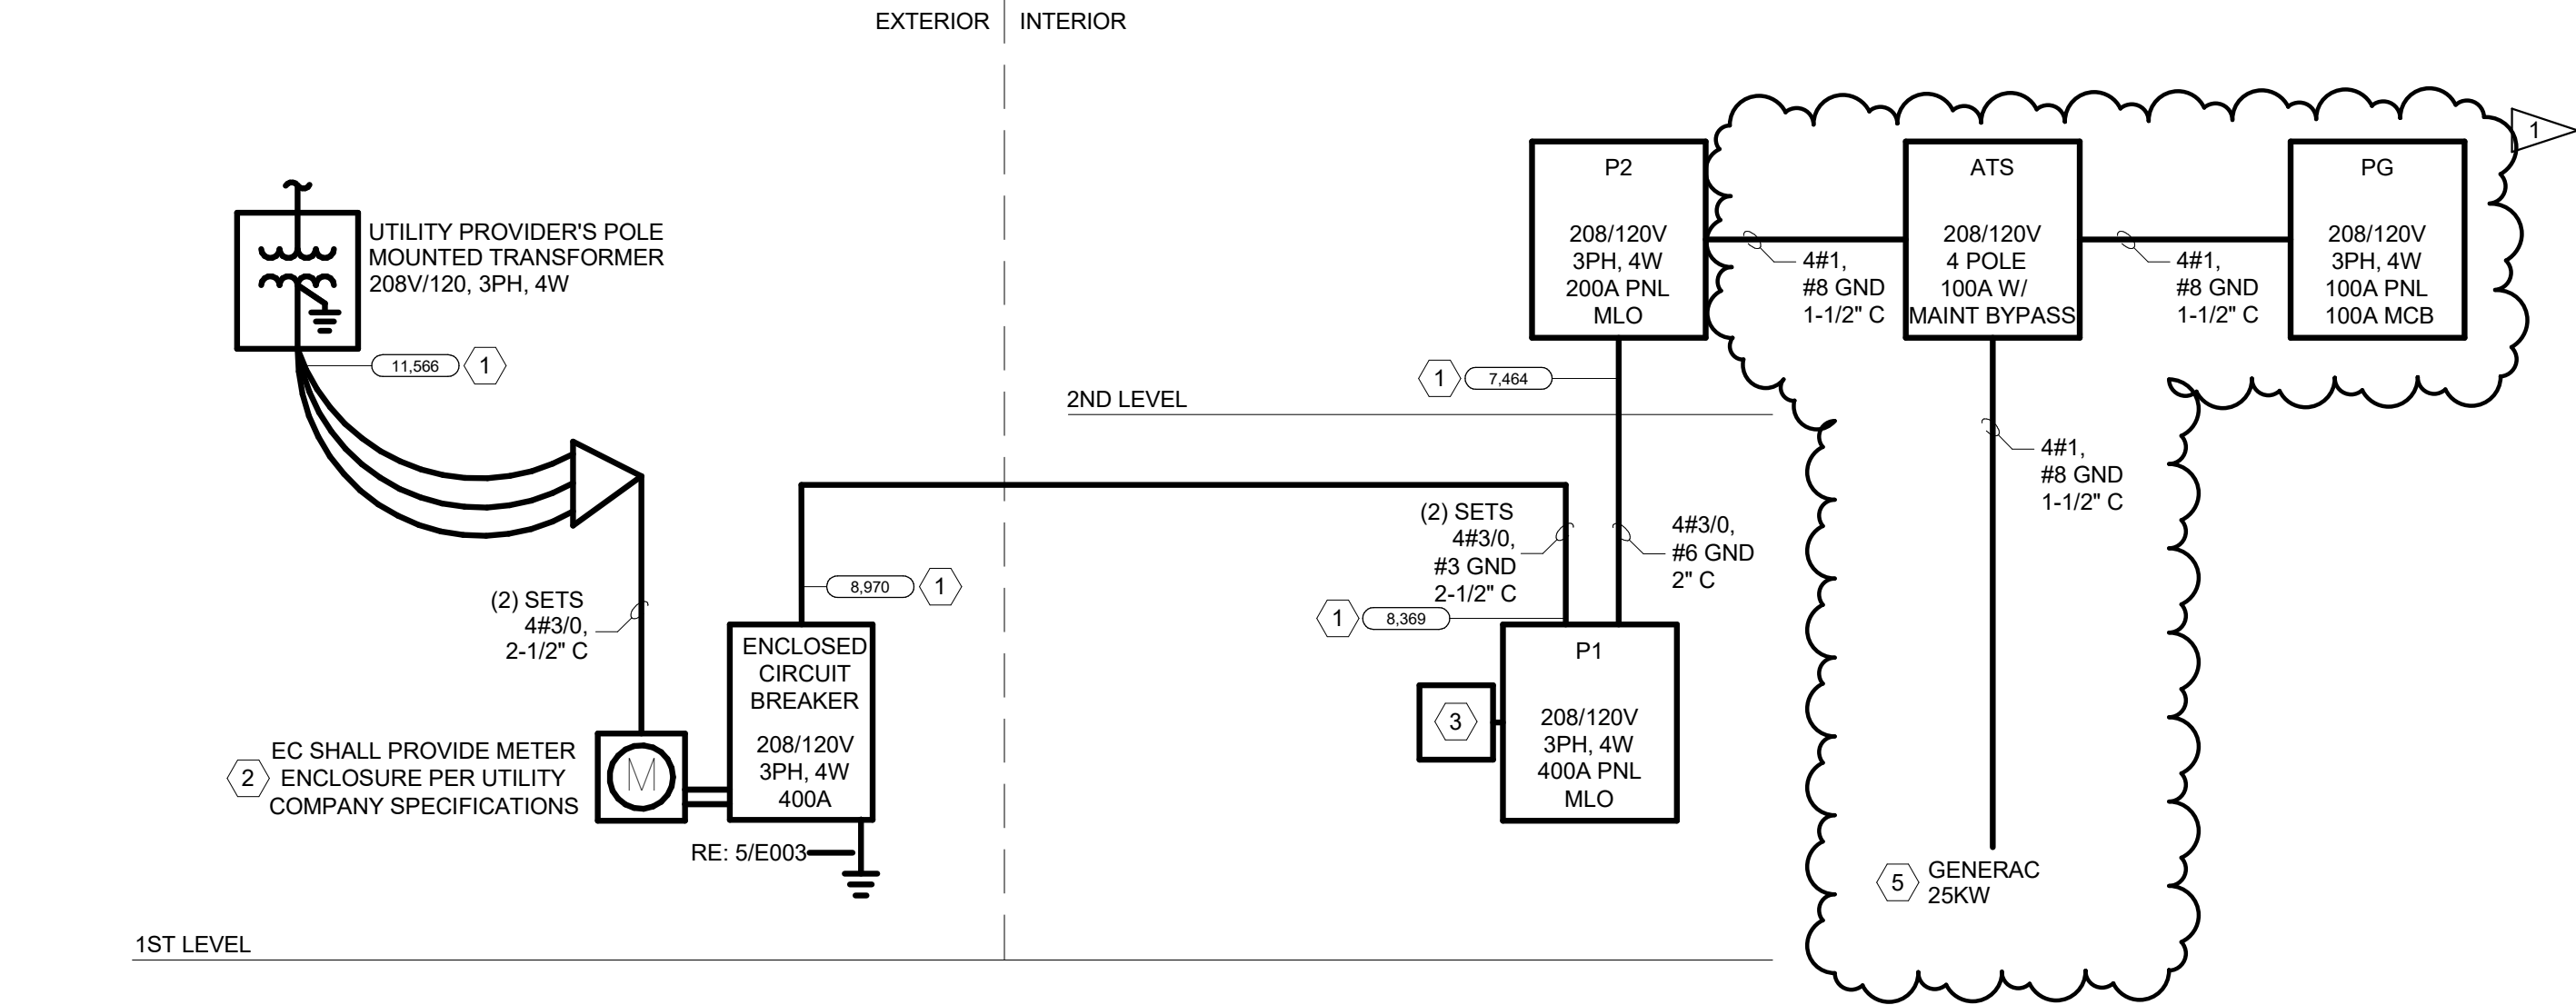 EXTERIOR
INTERIOR
1
P2
208/120V
3PH, 4W
200A PNL
MLO
4#1,
#8 GND
1-1/2" C
ATS
208/120V
4 POLE
100A W/
MAINT BYPASS
4#1,
#8 GND
1-1/2" C
PG
208/120V
3PH, 4W
100A PNL
100A MCB
UTILITY PROVIDER'S POLE
MOUNTED TRANSFORMER
208V/120, 3PH, 4W
11,566
1
1
7,464
2ND LEVEL
4#1,
#8 GND
1-1/2" C
(2) SETS
4#3/0,
#3 GND
2-1/2" C
4#3/0,
#6 GND
2" C
8,970
1
1
8,369
(2) SETS
4#3/0,
2-1/2" C
ENCLOSED
CIRCUIT
BREAKER
208/120V
3PH, 4W
400A
P1
208/120V
3PH, 4W
400A PNL
MLO
3
2
EC SHALL PROVIDE METER
ENCLOSURE PER UTILITY
COMPANY SPECIFICATIONS
M
RE: 5/E003
5
GENERAC
25KW
1ST LEVEL